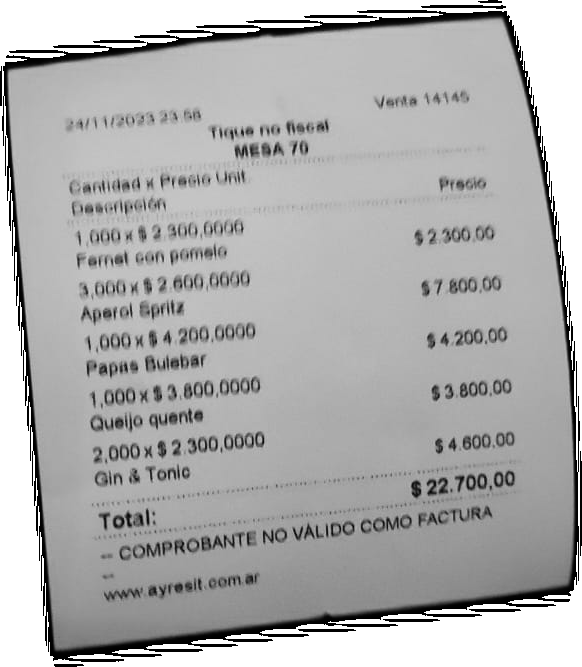 24/11/2023 23:58 Venta 14145
Tique no fiscal
MESA 70
Cantidad x Precio Unit.
Descripción Precio
1,000 x $ 2.300,0000
Fernet con pomelo $ 2.300,00
3,000 x $ 2.600,0000
Aperol Spritz $ 7.800,00
1,000 x $ 4.200,0000
Papas Bulebar $ 4.200,00
1,000 x $ 3.800,0000
Queijo quente $ 3.800,00
2,000 x $ 2.300,0000
Gin & Tonic $ 4.600,00
Total: $ 22.700,00
-- COMPROBANTE NO VÁLIDO COMO FACTURA
--
www.ayresit.com.ar